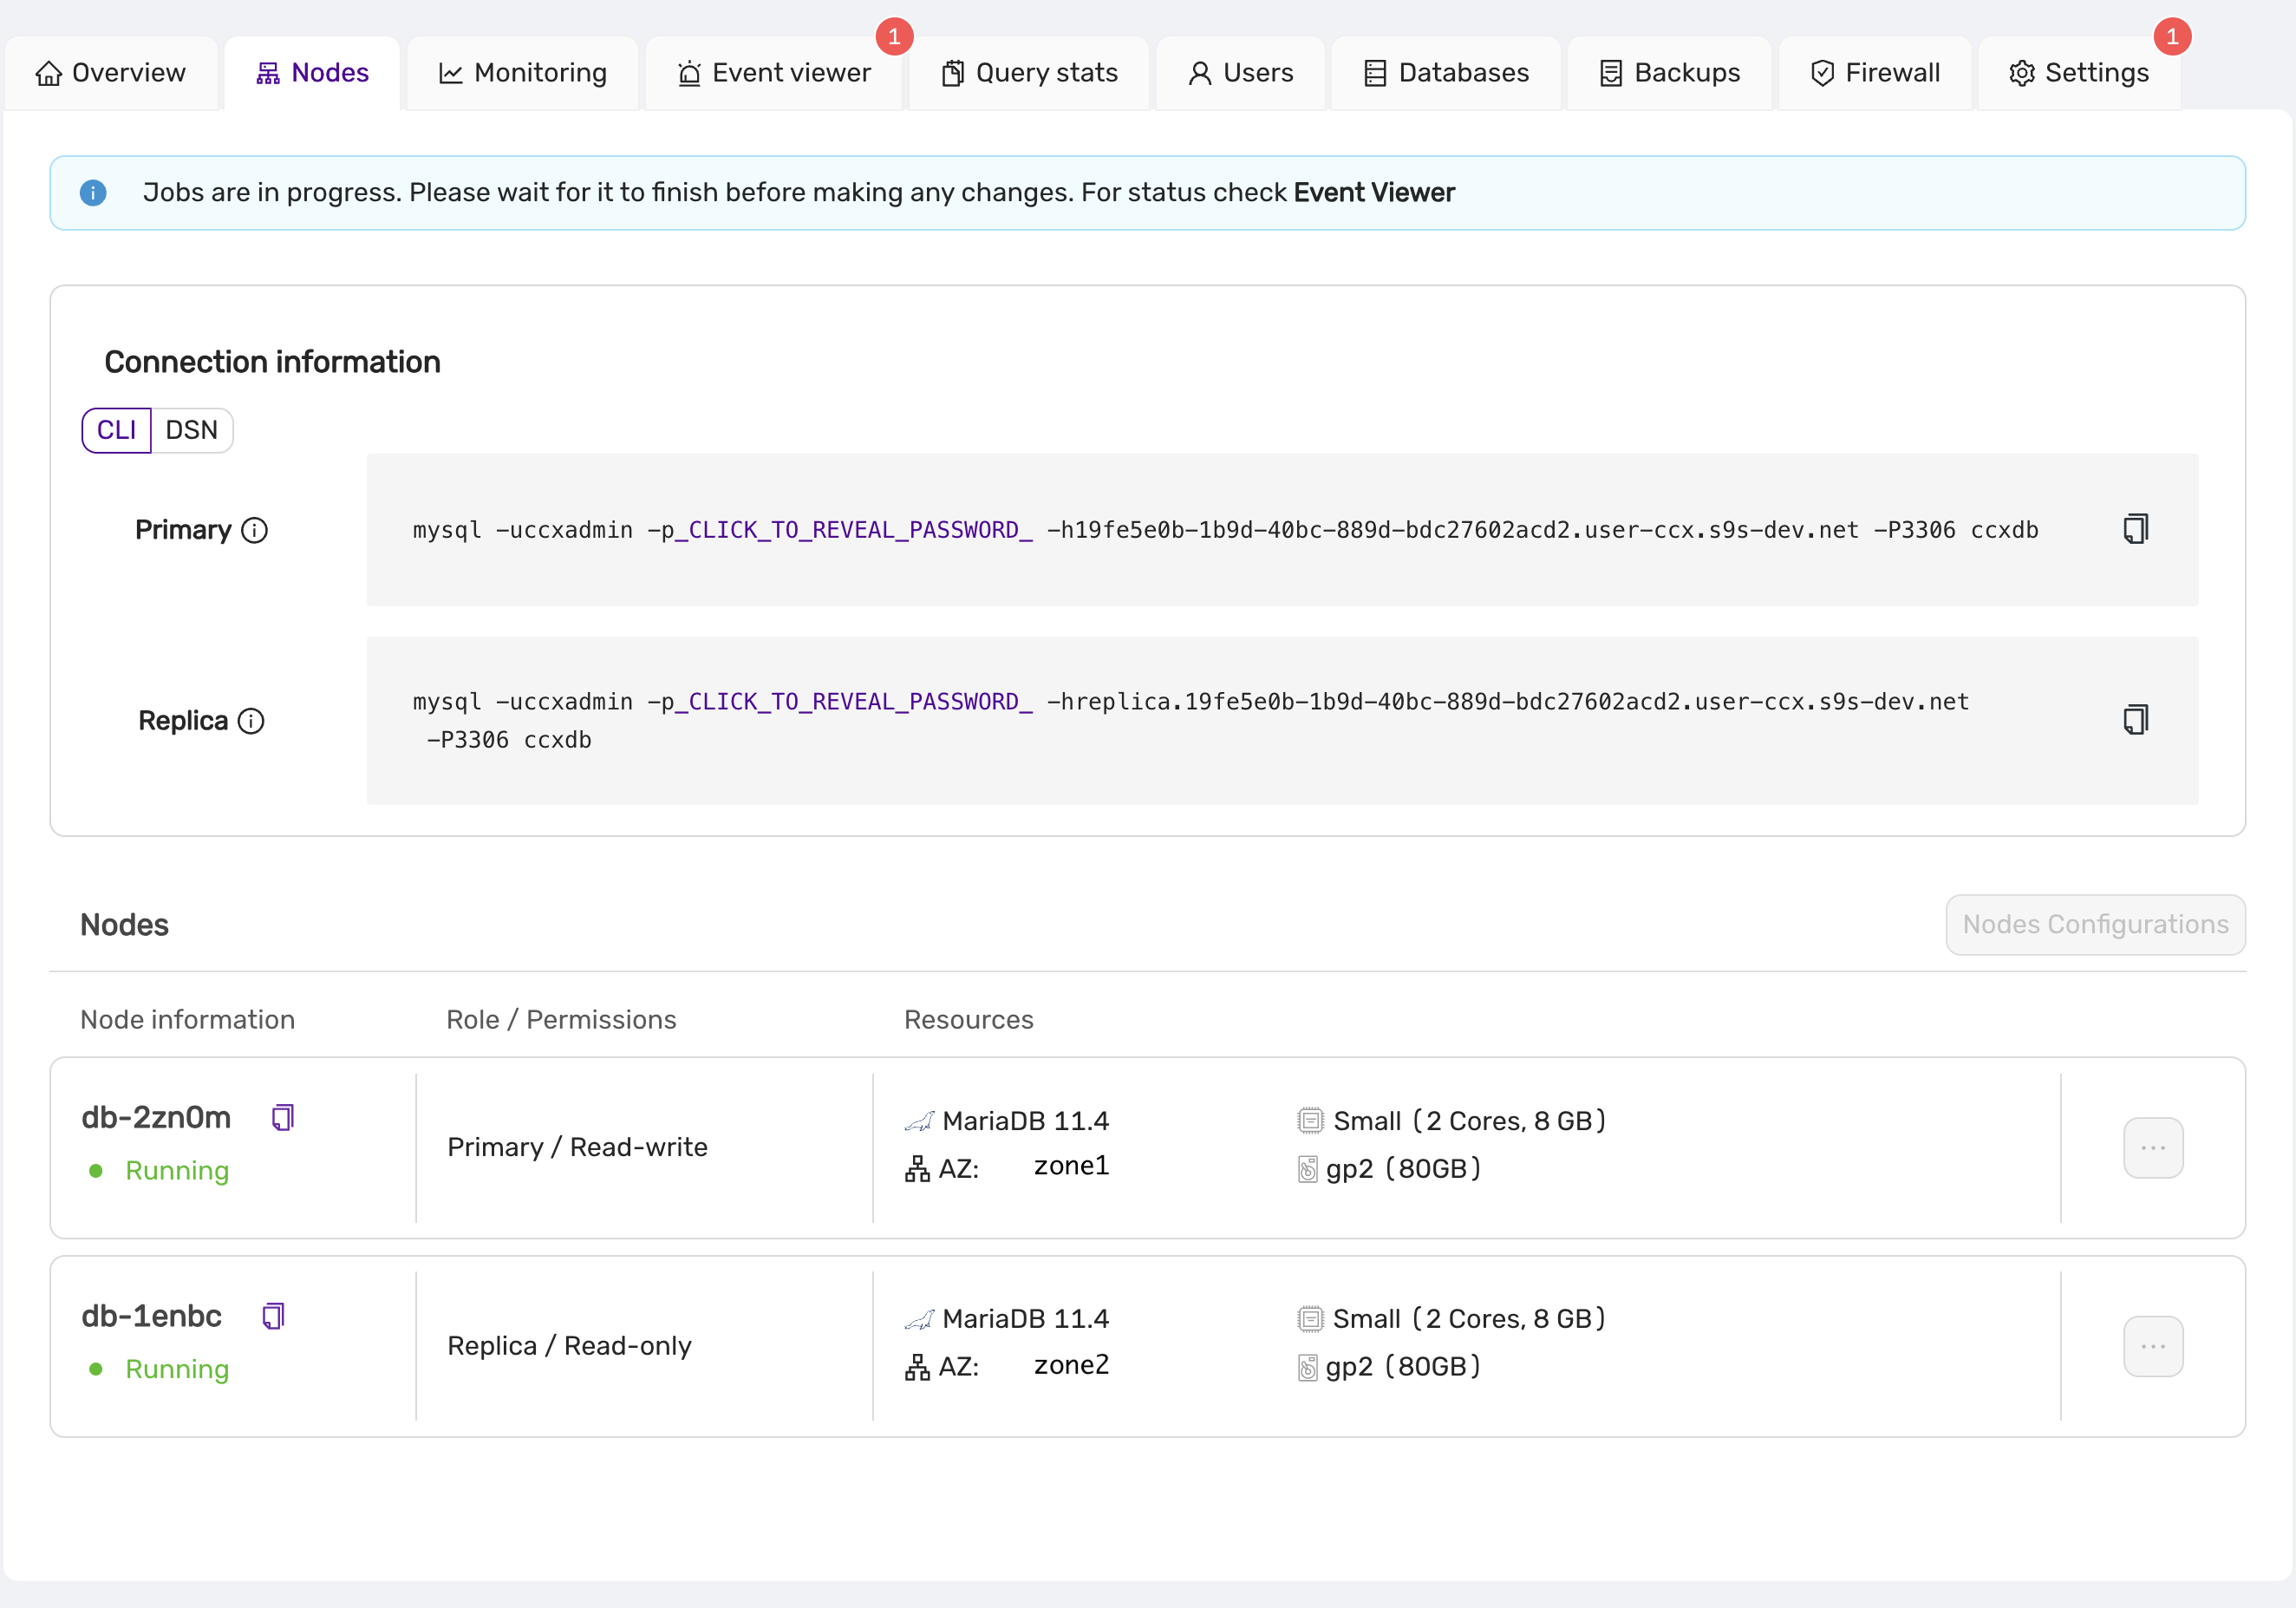 Overview
Nodes
Monitoring
Event viewer
1
Query stats
Users
Databases
Backups
Firewall
Settings
1
Jobs are in progress. Please wait for it to finish before making any changes. For status check Event Viewer
Connection information
CLI
DSN
Primary
mysql -uccxadmin -p_CLICK_TO_REVEAL_PASSWORD_ -h19fe5e0b-1b9d-40bc-889d-bdc27602acd2.user-ccx.s9s-dev.net -P3306 ccxdb
Replica
mysql -uccxadmin -p_CLICK_TO_REVEAL_PASSWORD_ -hreplica.19fe5e0b-1b9d-40bc-889d-bdc27602acd2.user-ccx.s9s-dev.net
-P3306 ccxdb
Nodes
Nodes Configurations
Node information
Role / Permissions
Resources
db-2zn0m
Running
Primary / Read-write
MariaDB 11.4
AZ: zone1
Small (2 Cores, 8 GB)
gp2 (80GB)
...
db-1enbc
Running
Replica / Read-only
MariaDB 11.4
AZ: zone2
Small (2 Cores, 8 GB)
gp2 (80GB)
...